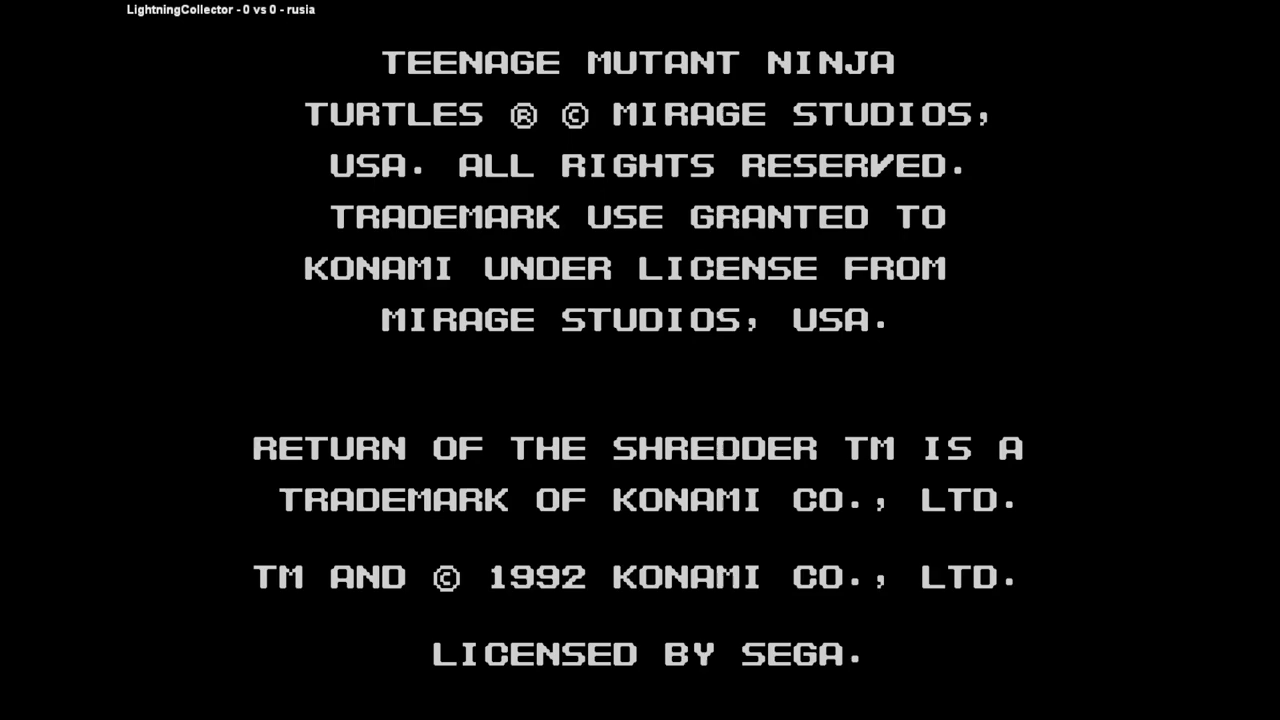 LightningCollector - 0 vs 0 - rusia
TEENAGE MUTANT NINJA
TURTLES ® © MIRAGE STUDIOS,
USA. ALL RIGHTS RESERVED.
TRADEMARK USE GRANTED TO
KONAMI UNDER LICENSE FROM
MIRAGE STUDIOS, USA.
RETURN OF THE SHREDDER TM IS A
TRADEMARK OF KONAMI CO., LTD.
TM AND © 1992 KONAMI CO., LTD.
LICENSED BY SEGA.